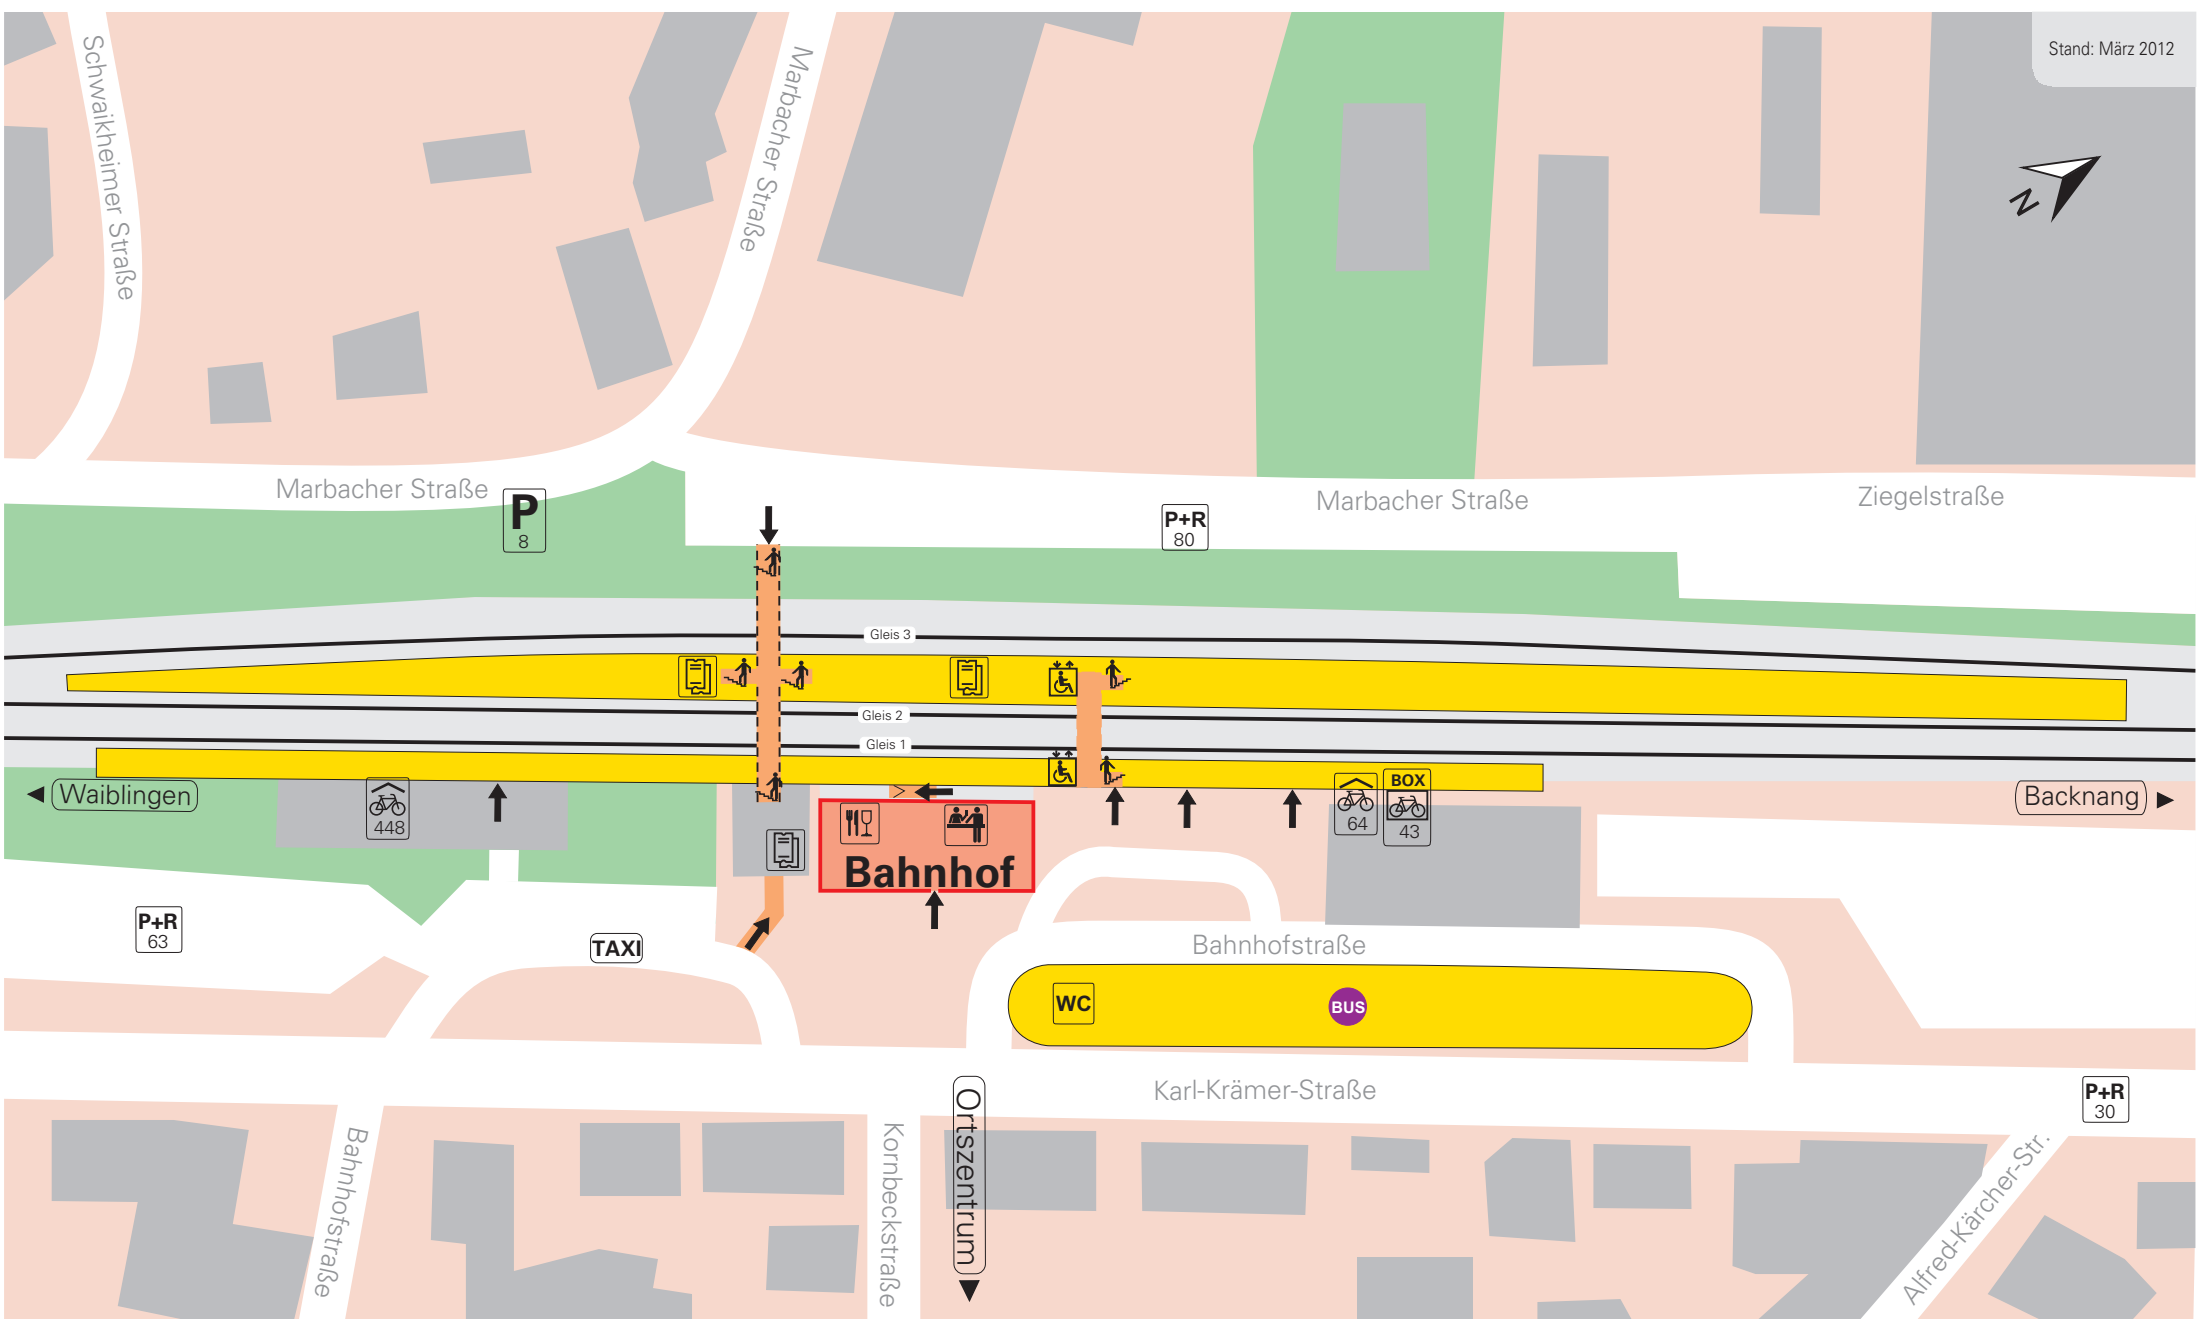 Stand: März 2012
Schwaikheimer Straße
Marbacher Straße
N
Marbacher Straße
P
8
P+R
80
Marbacher Straße
Ziegelstraße
Gleis 3
Gleis 2
Gleis 1
Waiblingen
448
64
BOX
43
Backnang
Bahnhof
P+R
63
TAXI
Bahnhofstraße
WC
BUS
Karl-Krämer-Straße
P+R
30
Bahnhofstraße
Kornbeckstraße
Ortszentrum
Alfred-Kärcher-Str.